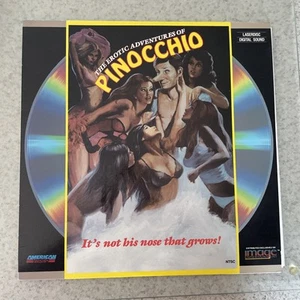 LASERDISC
DIGITAL SOUND
THE EROTIC ADVENTURES OF
PINOCCHIO
It's not his nose that grows!
NTSC
image